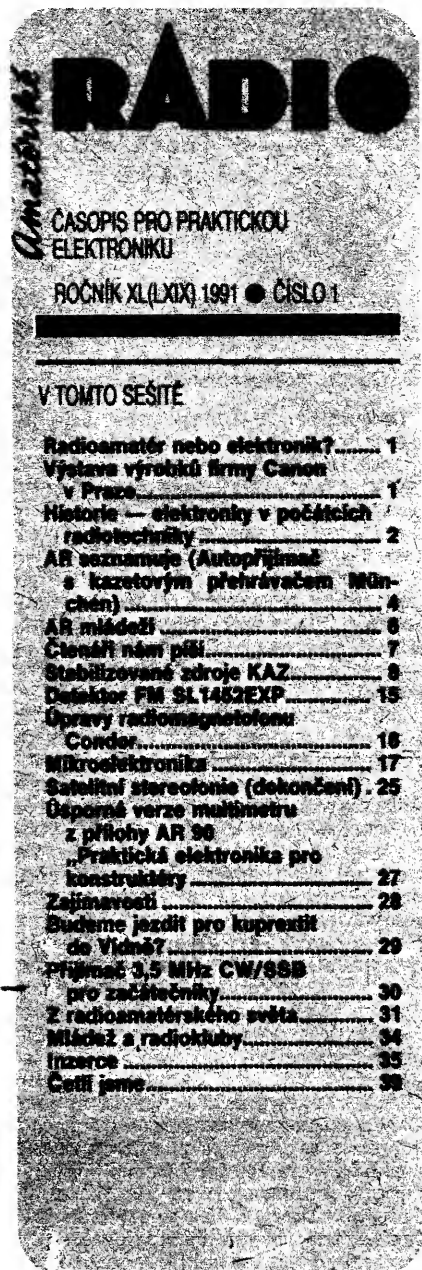 Amatérské
RADIO
ČASOPIS PRO PRAKTICKOU
ELEKTRONIKU
ROČNÍK XL(LXIX) 1991 ● ČÍSLO 1
V TOMTO SEŠITĚ
Radioamatér nebo elektronik?........ 1
Výstava výrobků firmy Canon
v Praze........ 1
Historie — elektroniky v počátcích
radiotechniky ........ 2
AR seznamuje (Autopřijímač
s kazetovým přehrávačem Mün-
chen) ........ 4
AR mládeži ........ 6
Čtenáři nám píší........ 7
Stabilizované zdroje KAZ........ 8
Detektor FM SL1452EXP........ 15
Úpravy radiomagnetofonu
Condor........ 16
Mikroelektronika ........ 17
Satelitní stereofonie (dokončení) . 25
Úsporná verze multimetru
z přílohy AR 90
„Praktická elektronika pro
konstruktéry ........ 27
Zajímavosti ........ 28
Budeme jezdit pro kuprextit
do Vídně? ........ 29
Přijímač 3,5 MHz CW/SSB
pro začátečníky........ 30
Z radioamatérského světa........ 31
Mládež a radiokluby........ 34
Inzerce ........ 35
Četli jsme........